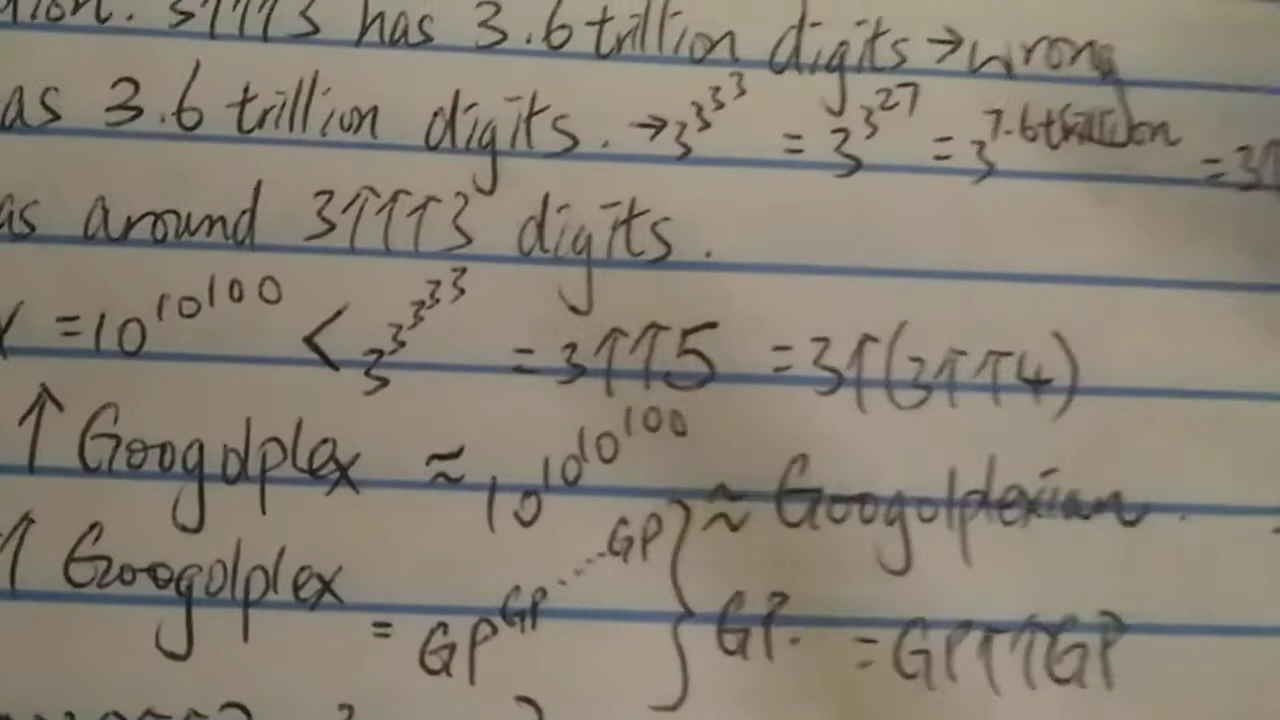 3↑↑↑3 has 3.6 trillion digits → wrong
as 3.6 trillion digits. → 3^3^3^3 = 3^3^27 = 3^7.6 trillion = 3↑
as around 3↑↑↑3 digits.
= 10^10^100 < 3^3^3^3^3 = 3↑↑5 = 3↑(3↑↑4)
↑ Googolplex ≈ 10^10^10^100 ≈ Googolplexian.
↑ Googolplex = GP^GP^...^GP } GP. = GP↑↑GP